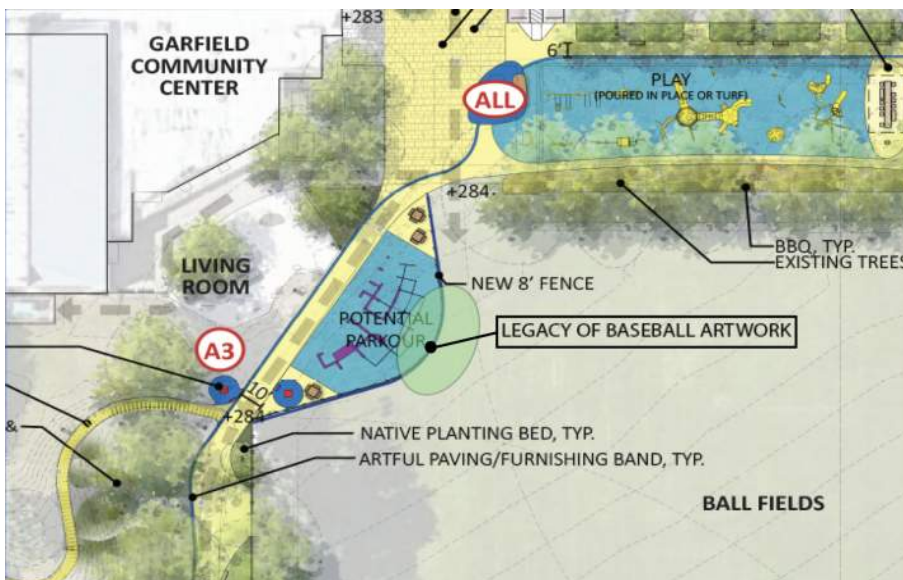 +283
GARFIELD
COMMUNITY
CENTER
6'
ALL
PLAY
(POURED IN PLACE OR TURF)
+284
BBQ, TYP.
EXISTING TREES
LIVING
ROOM
NEW 8' FENCE
POTENTIAL
PARKOUR
LEGACY OF BASEBALL ARTWORK
A3
10'
+284
&
NATIVE PLANTING BED, TYP.
ARTFUL PAVING/FURNISHING BAND, TYP.
BALL FIELDS